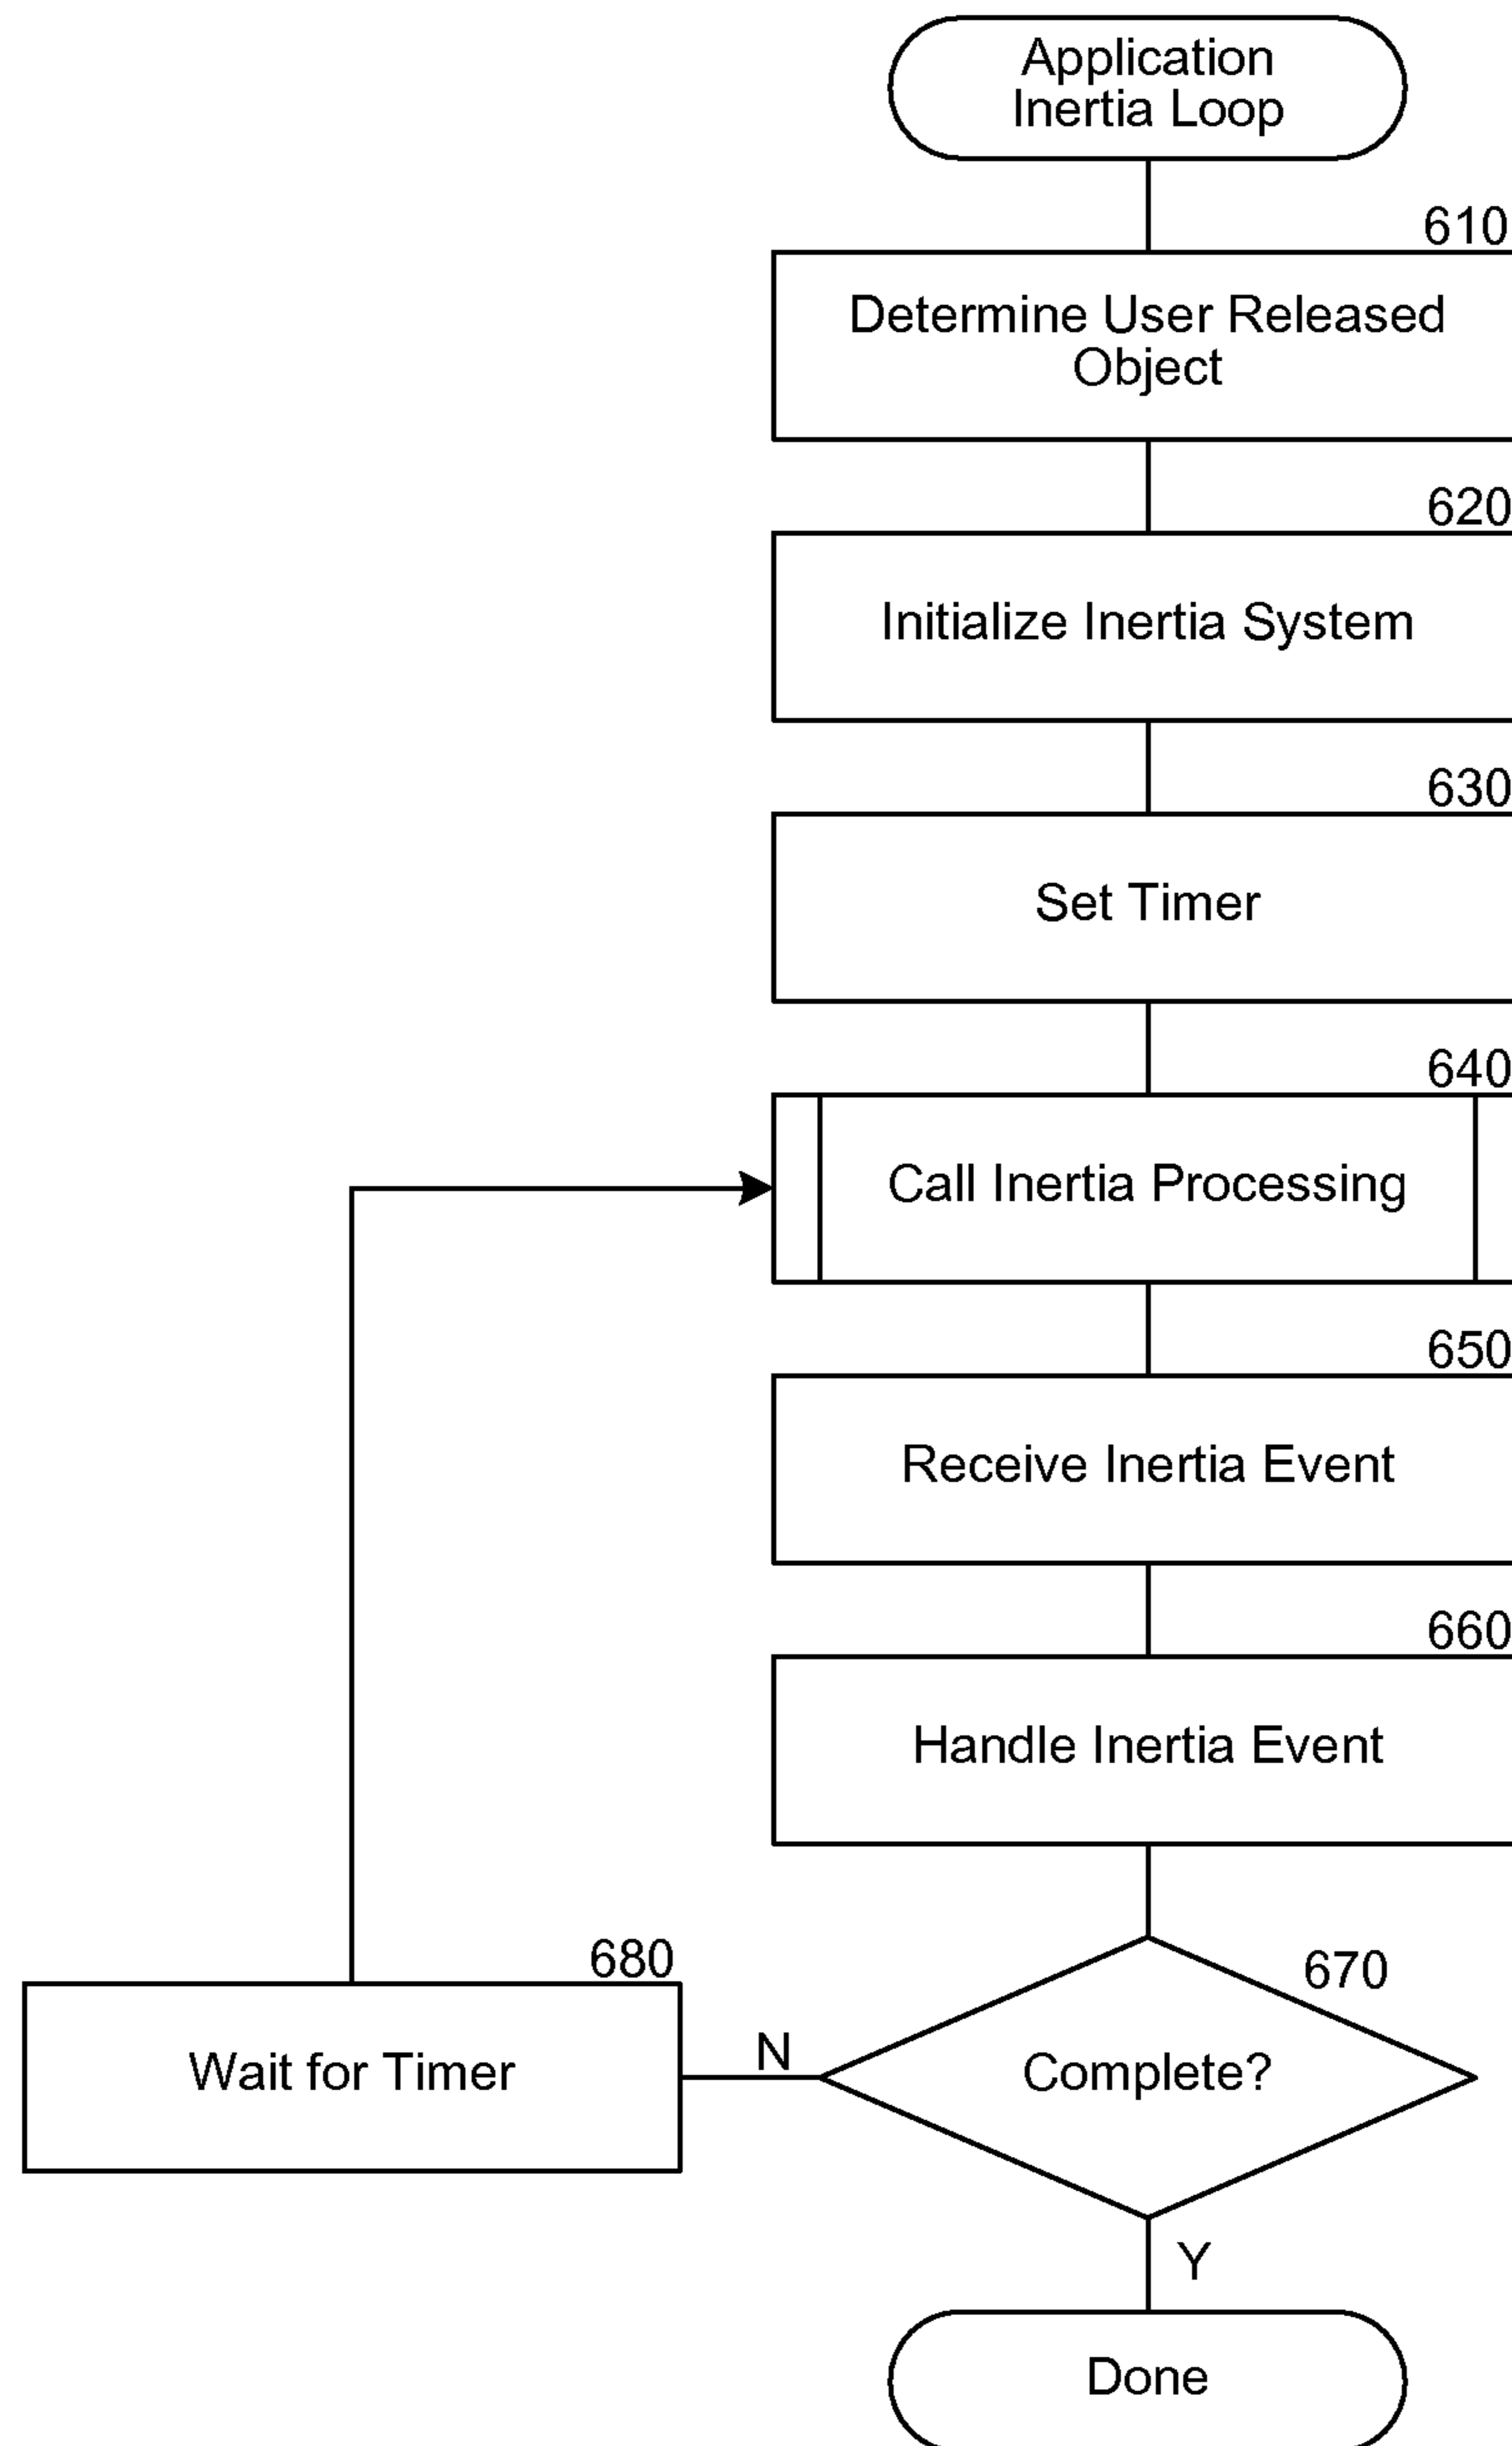 Application
Inertia Loop
610
Determine User Released
Object
620
Initialize Inertia System
630
Set Timer
640
Call Inertia Processing
650
Receive Inertia Event
660
Handle Inertia Event
670
Complete?
N
680
Wait for Timer
Y
Done